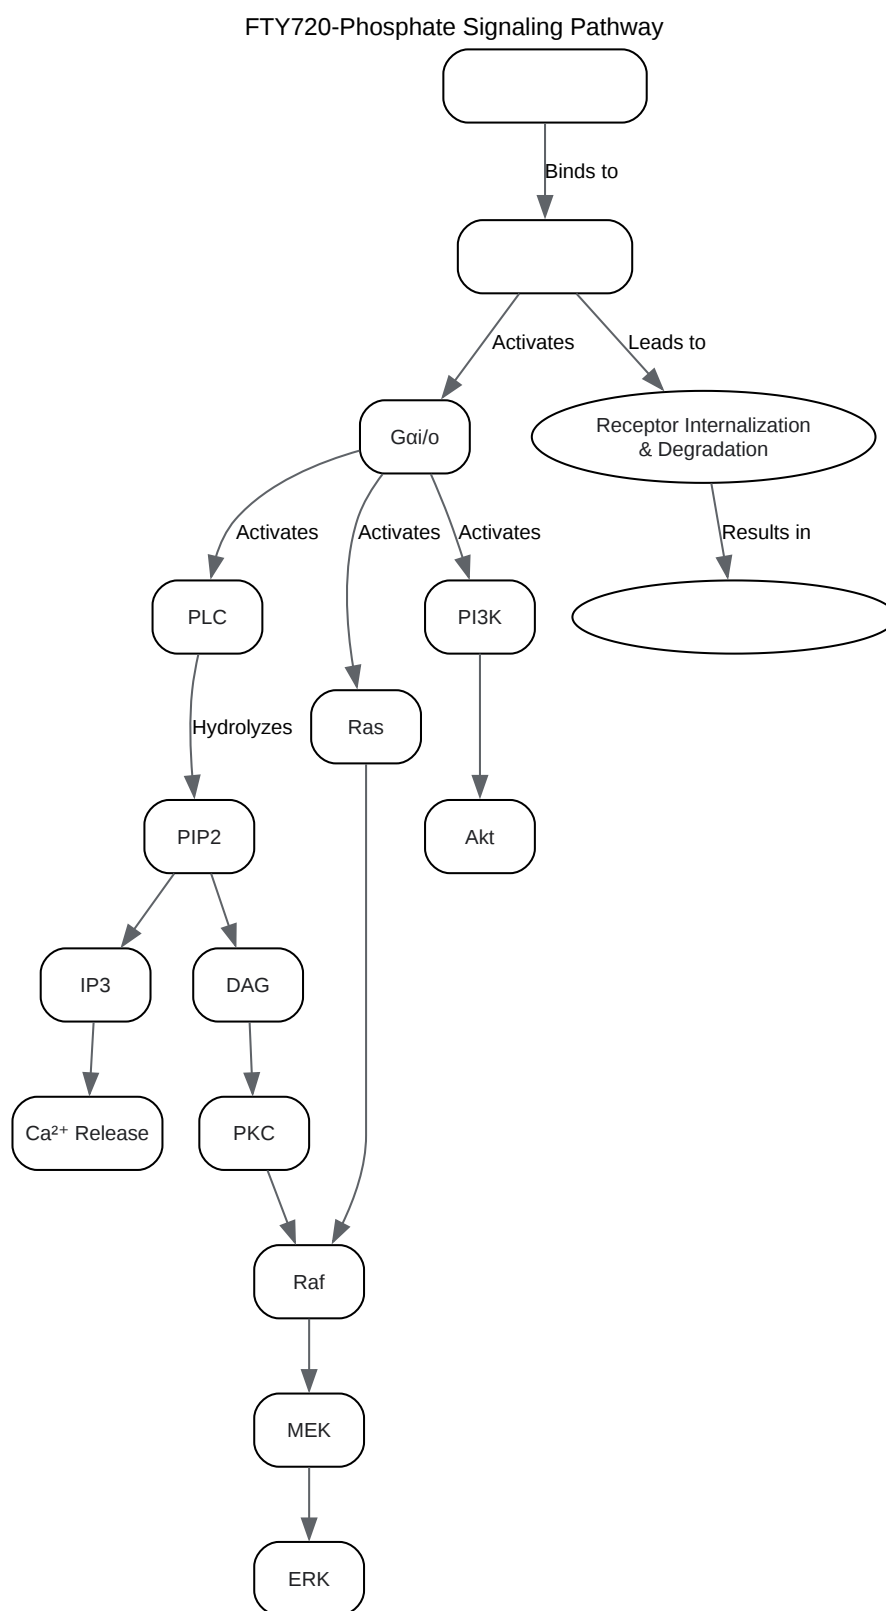 FTY720-Phosphate Signaling Pathway
Binds to
Activates
Leads to
Gαi/o
Receptor Internalization
& Degradation
Activates
Activates
Activates
Results in
PLC
PI3K
Hydrolyzes
Ras
PIP2
Akt
IP3
DAG
Ca²⁺ Release
PKC
Raf
MEK
ERK